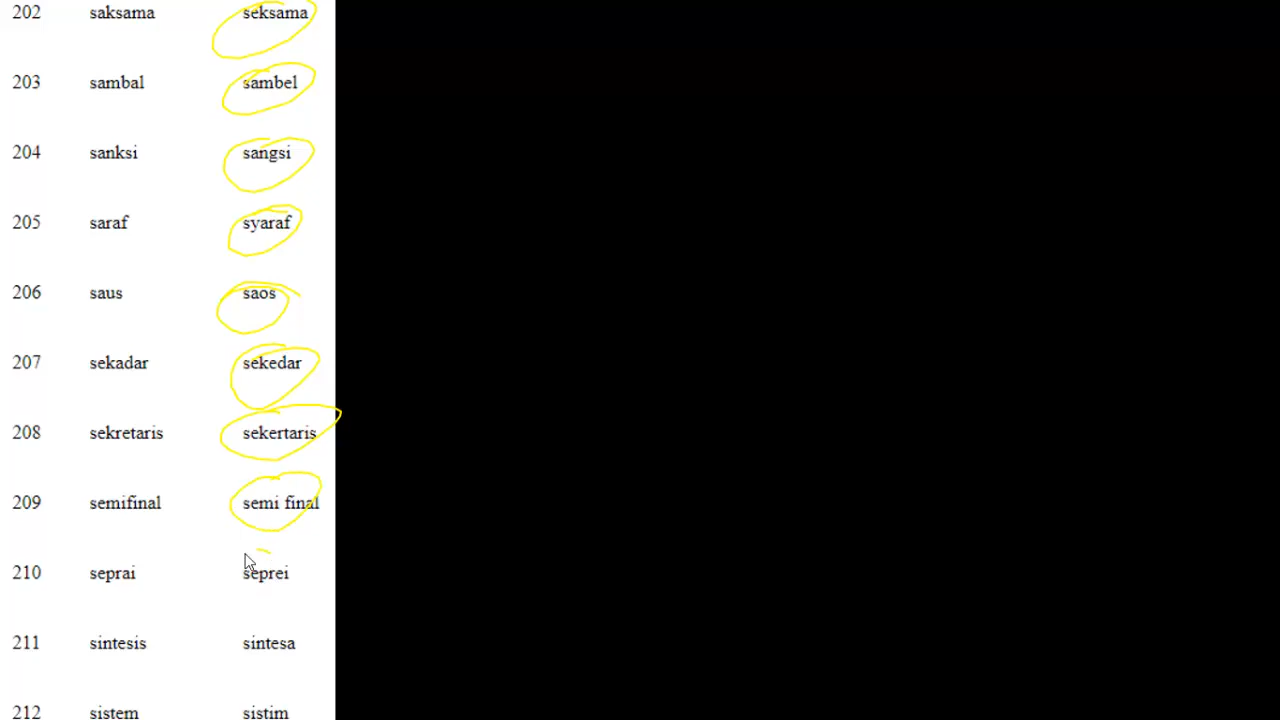 202 saksama seksama
203 sambal sambel
204 sanksi sangsi
205 saraf syaraf
206 saus saos
207 sekadar sekedar
208 sekretaris sekertaris
209 semifinal semi final
210 seprai seprei
211 sintesis sintesa
212 sistem sistim